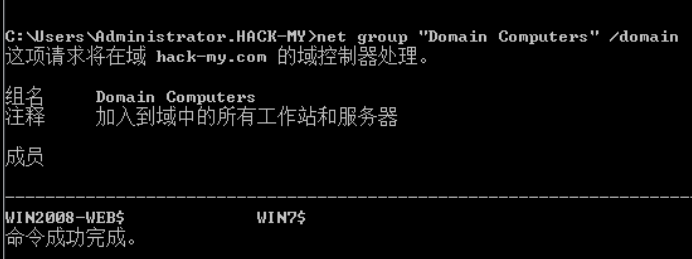 C:\Users\Administrator.HACK-MY>net group "Domain Computers" /domain
这项请求将在域 hack-my.com 的域控制器处理。
组名 Domain Computers
注释 加入到域中的所有工作站和服务器
成员
-------------------------------------------------------------------------------
WIN2008-WEB$ WIN7$
命令成功完成。